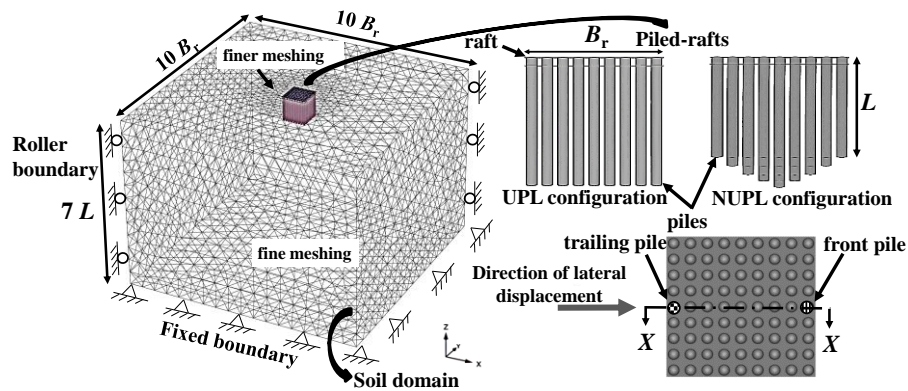 10 Br
10 Br
finer meshing
raft
Br
Piled-rafts
Roller
boundary
7 L
L
UPL configuration
NUPL configuration
piles
fine meshing
trailing pile
front pile
Direction of lateral
displacement
X
X
Fixed boundary
z
y
x
Soil domain